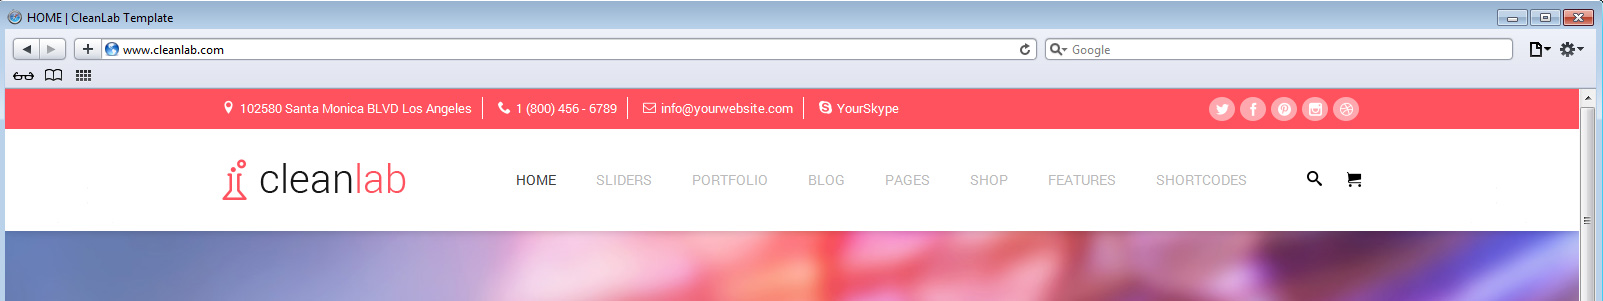 HOME | CleanLab Template
www.cleanlab.com
Google
102580 Santa Monica BLVD Los Angeles 1 (800) 456 - 6789 info@yourwebsite.com YourSkype
cleanlab HOME SLIDERS PORTFOLIO BLOG PAGES SHOP FEATURES SHORTCODES